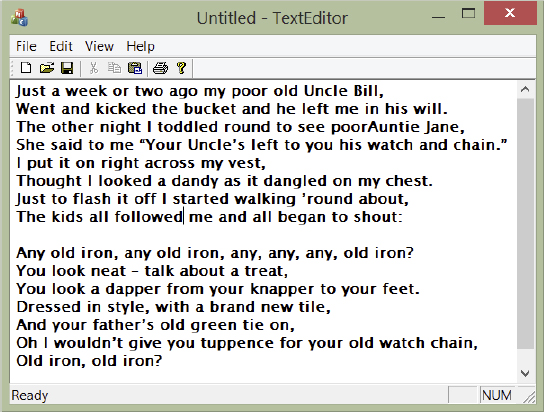 Untitled - TextEditor
File Edit View Help
Just a week or two ago my poor old Uncle Bill,
Went and kicked the bucket and he left me in his will.
The other night I toddled round to see poorAuntie Jane,
She said to me “Your Uncle’s left to you his watch and chain.”
I put it on right across my vest,
Thought I looked a dandy as it dangled on my chest.
Just to flash it off I started walking ’round about,
The kids all followed me and all began to shout:

Any old iron, any old iron, any, any, any, old iron?
You look neat – talk about a treat,
You look a dapper from your knapper to your feet.
Dressed in style, with a brand new tile,
And your father’s old green tie on,
Oh I wouldn’t give you tuppence for your old watch chain,
Old iron, old iron?
Ready NUM